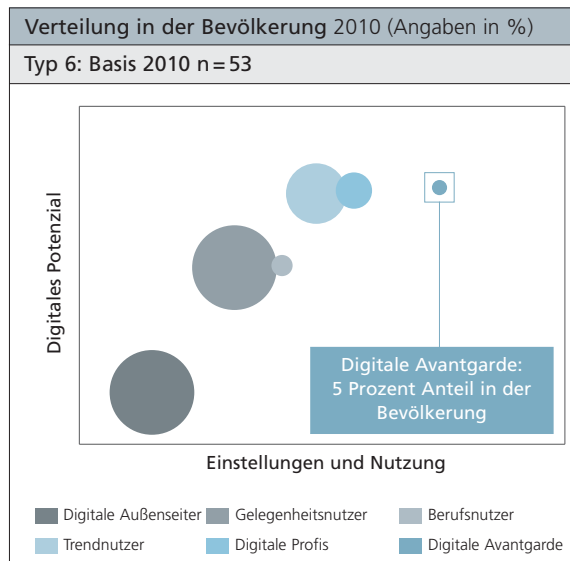 Verteilung in der Bevölkerung 2010 (Angaben in %)
Typ 6: Basis 2010 n = 53
Digitales Potenzial
Digitale Avantgarde:
5 Prozent Anteil in der
Bevölkerung
Einstellungen und Nutzung
Digitale Außenseiter
Gelegenheitsnutzer
Berufsnutzer
Trendnutzer
Digitale Profis
Digitale Avantgarde